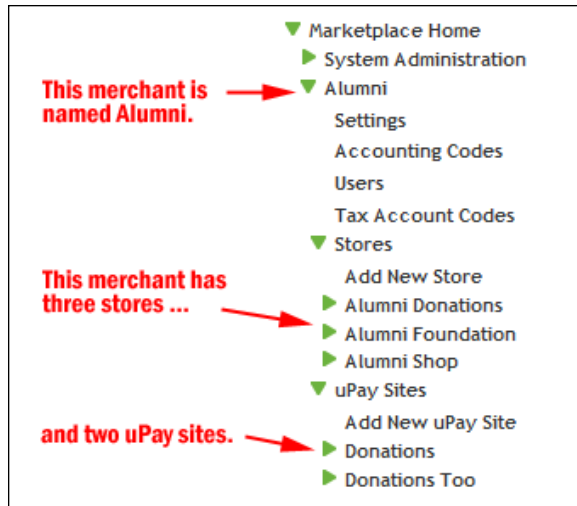 Marketplace Home
System Administration
This merchant is
named Alumni.
Alumni
Settings
Accounting Codes
Users
Tax Account Codes
Stores
Add New Store
This merchant has
three stores ...
Alumni Donations
Alumni Foundation
Alumni Shop
uPay Sites
Add New uPay Site
and two uPay sites.
Donations
Donations Too